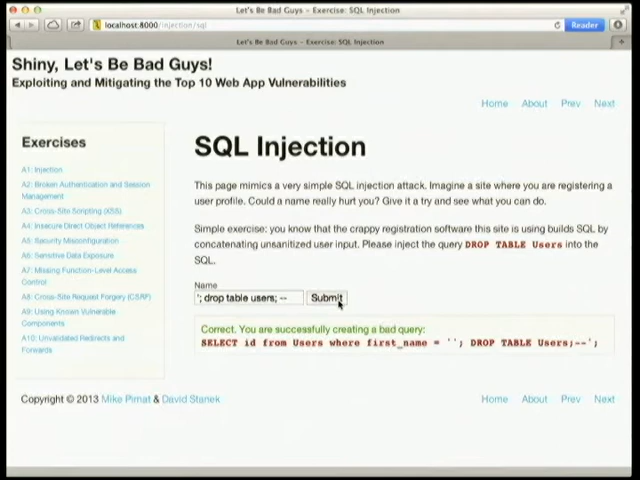 Let's Be Bad Guys – Exercise: SQL Injection
localhost:8000/injection/sql
Reader
Let's Be Bad Guys – Exercise: SQL Injection
Shiny, Let's Be Bad Guys!
Exploiting and Mitigating the Top 10 Web App Vulnerabilities
Home About Prev Next
Exercises
A1: Injection
A2: Broken Authentication and Session
Management
A3: Cross-Site Scripting (XSS)
A4: Insecure Direct Object References
A5: Security Misconfiguration
A6: Sensitive Data Exposure
A7: Missing Function-Level Access
Control
A8: Cross-Site Request Forgery (CSRF)
A9: Using Known Vulnerable
Components
A10: Unvalidated Redirects and
Forwards
SQL Injection
This page mimics a very simple SQL injection attack. Imagine a site where you are registering a
user profile. Could a name really hurt you? Give it a try and see what you can do.
Simple exercise: you know that the crappy registration software this site is using builds SQL by
concatenating unsanitized user input. Please inject the query DROP TABLE Users into the
SQL.
Name
'; drop table users; -- Submit
Correct. You are successfully creating a bad query:
SELECT id from Users where first_name = ''; DROP TABLE Users;--';
Copyright © 2013 Mike Pirnat & David Stanek
Home About Prev Next